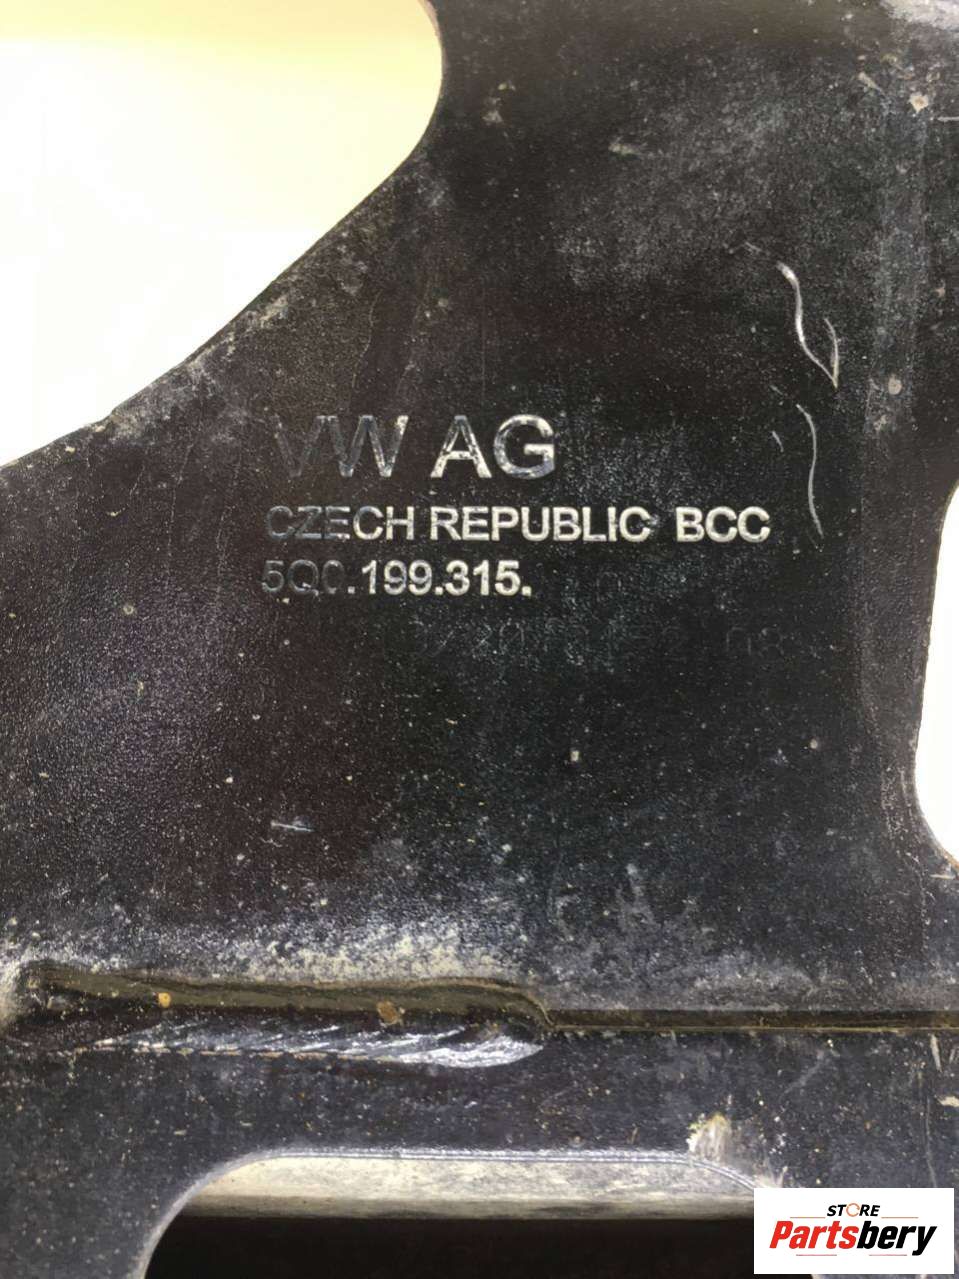 VW AG
CZECH REPUBLIC BCC
5Q0.199.315.
STORE
Partsbery